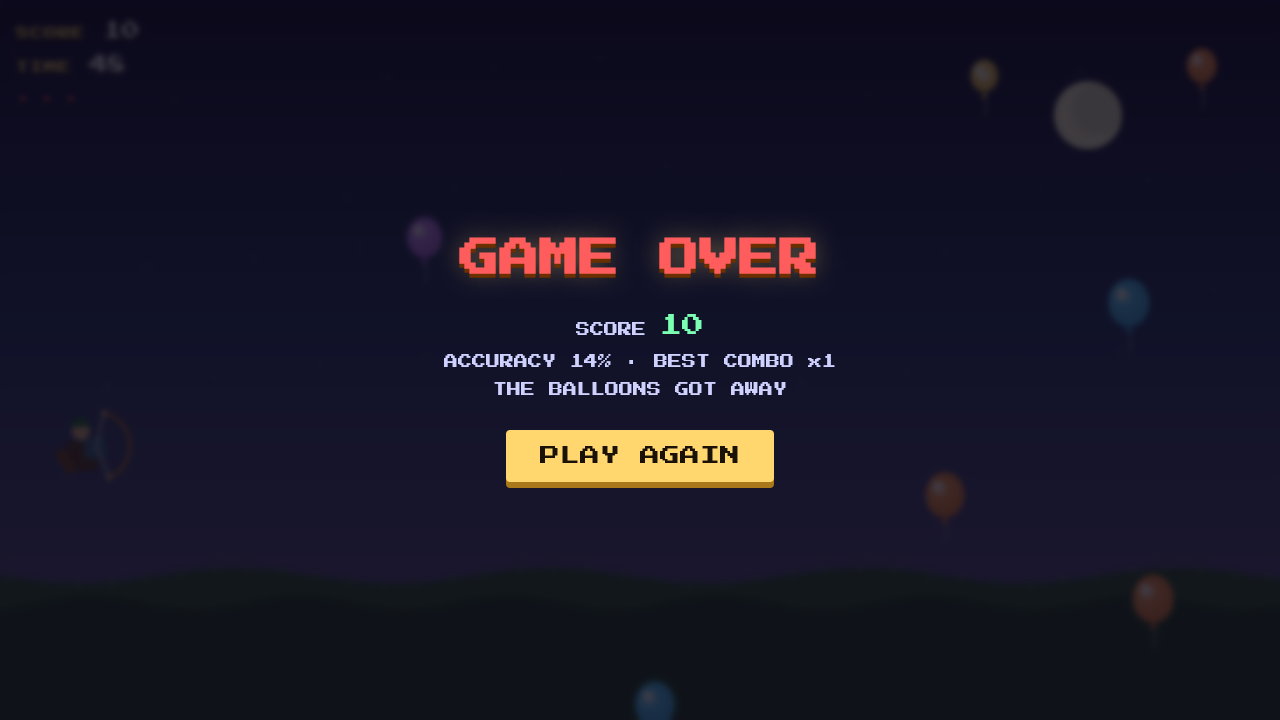 SCORE 10
TIME 45
GAME OVER
SCORE 10
ACCURACY 14% · BEST COMBO x1
THE BALLOONS GOT AWAY
PLAY AGAIN